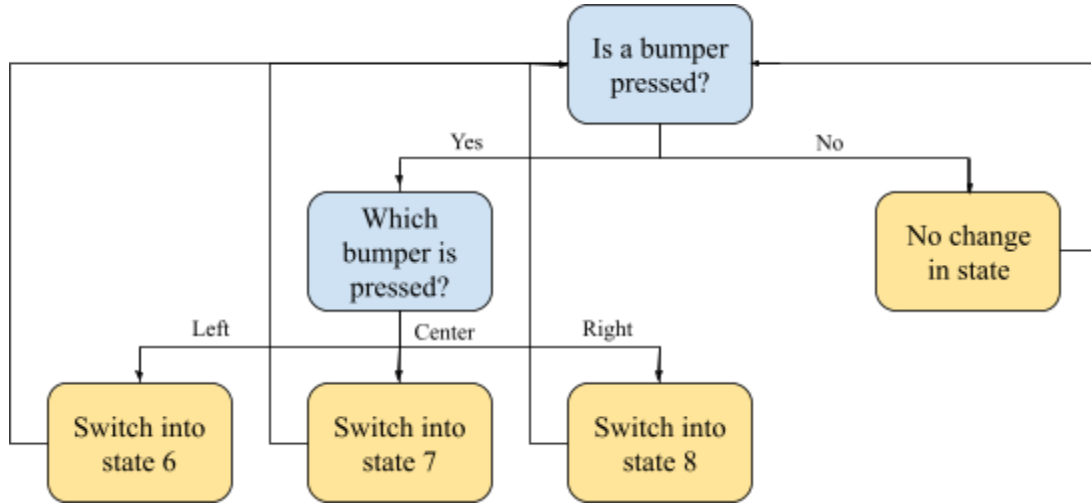 Is a bumper
pressed?
Yes
No
Which
bumper is
pressed?
No change
in state
Left
Center
Right
Switch into
state 6
Switch into
state 7
Switch into
state 8